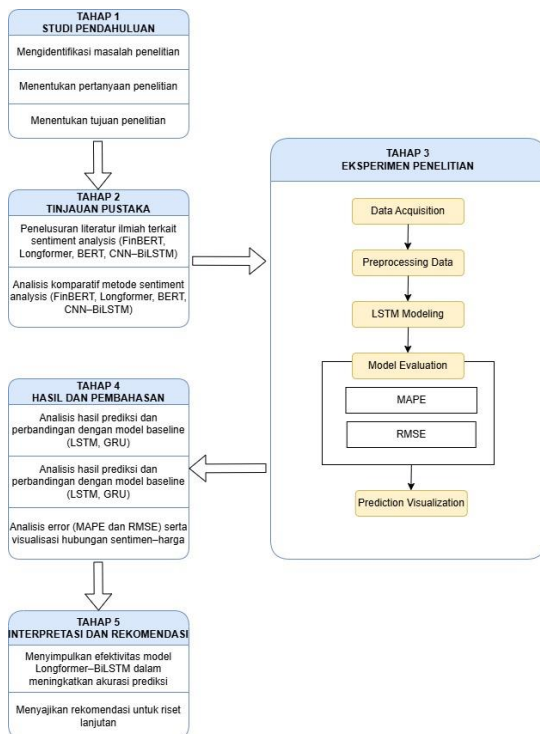 TAHAP 1
STUDI PENDAHULUAN
Mengidentifikasi masalah penelitian
Menentukan pertanyaan penelitian
Menentukan tujuan penelitian
TAHAP 2
TINJAUAN PUSTAKA
Penelusuran literatur ilmiah terkait
sentiment analysis (FinBERT,
Longformer, BERT, CNN–BiLSTM)
Analisis komparatif metode sentiment
analysis (FinBERT, Longformer, BERT,
CNN–BiLSTM)
TAHAP 3
EKSPERIMEN PENELITIAN
Data Acquisition
Preprocessing Data
LSTM Modeling
Model Evaluation
MAPE
RMSE
Prediction Visualization
TAHAP 4
HASIL DAN PEMBAHASAN
Analisis hasil prediksi dan
perbandingan dengan model baseline
(LSTM, GRU)
Analisis hasil prediksi dan
perbandingan dengan model baseline
(LSTM, GRU)
Analisis error (MAPE dan RMSE) serta
visualisasi hubungan sentimen–harga
TAHAP 5
INTERPRETASI DAN REKOMENDASI
Menyimpulkan efektivitas model
Longformer–BiLSTM dalam
meningkatkan akurasi prediksi
Menyajikan rekomendasi untuk riset
lanjutan